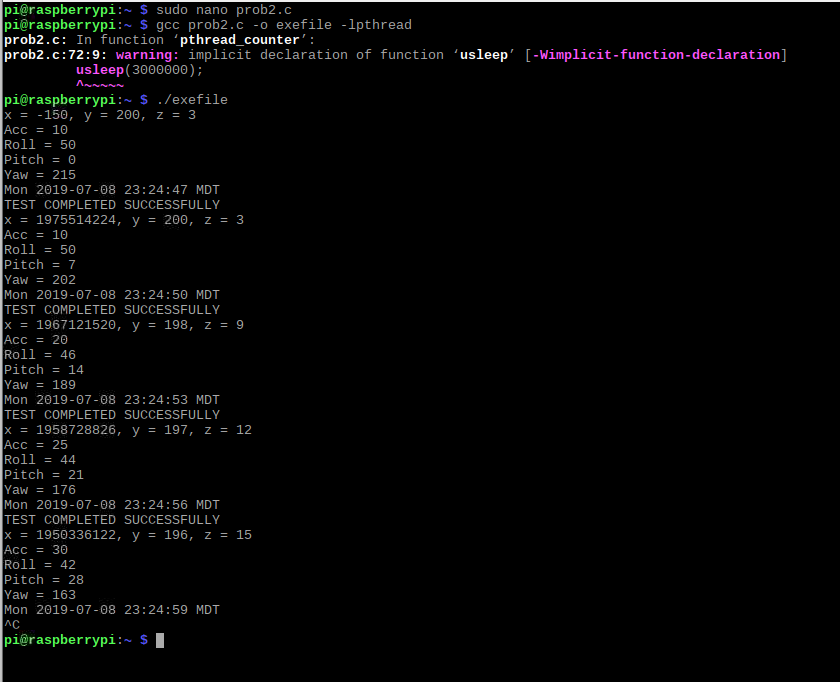 pi@raspberrypi:~ $ sudo nano prob2.c
pi@raspberrypi:~ $ gcc prob2.c -o exefile -lpthread
prob2.c: In function ‘pthread_counter’:
prob2.c:72:9: warning: implicit declaration of function ‘usleep’ [-Wimplicit-function-declaration]
         usleep(3000000);
         ^~~~~~
pi@raspberrypi:~ $ ./exefile
x = -150, y = 200, z = 3
Acc = 10
Roll = 50
Pitch = 0
Yaw = 215
Mon 2019-07-08 23:24:47 MDT
TEST COMPLETED SUCCESSFULLY
x = 1975514224, y = 200, z = 3
Acc = 10
Roll = 50
Pitch = 7
Yaw = 202
Mon 2019-07-08 23:24:50 MDT
TEST COMPLETED SUCCESSFULLY
x = 1967121520, y = 198, z = 9
Acc = 20
Roll = 46
Pitch = 14
Yaw = 189
Mon 2019-07-08 23:24:53 MDT
TEST COMPLETED SUCCESSFULLY
x = 1958728826, y = 197, z = 12
Acc = 25
Roll = 44
Pitch = 21
Yaw = 176
Mon 2019-07-08 23:24:56 MDT
TEST COMPLETED SUCCESSFULLY
x = 1950336122, y = 196, z = 15
Acc = 30
Roll = 42
Pitch = 28
Yaw = 163
Mon 2019-07-08 23:24:59 MDT
^C
pi@raspberrypi:~ $